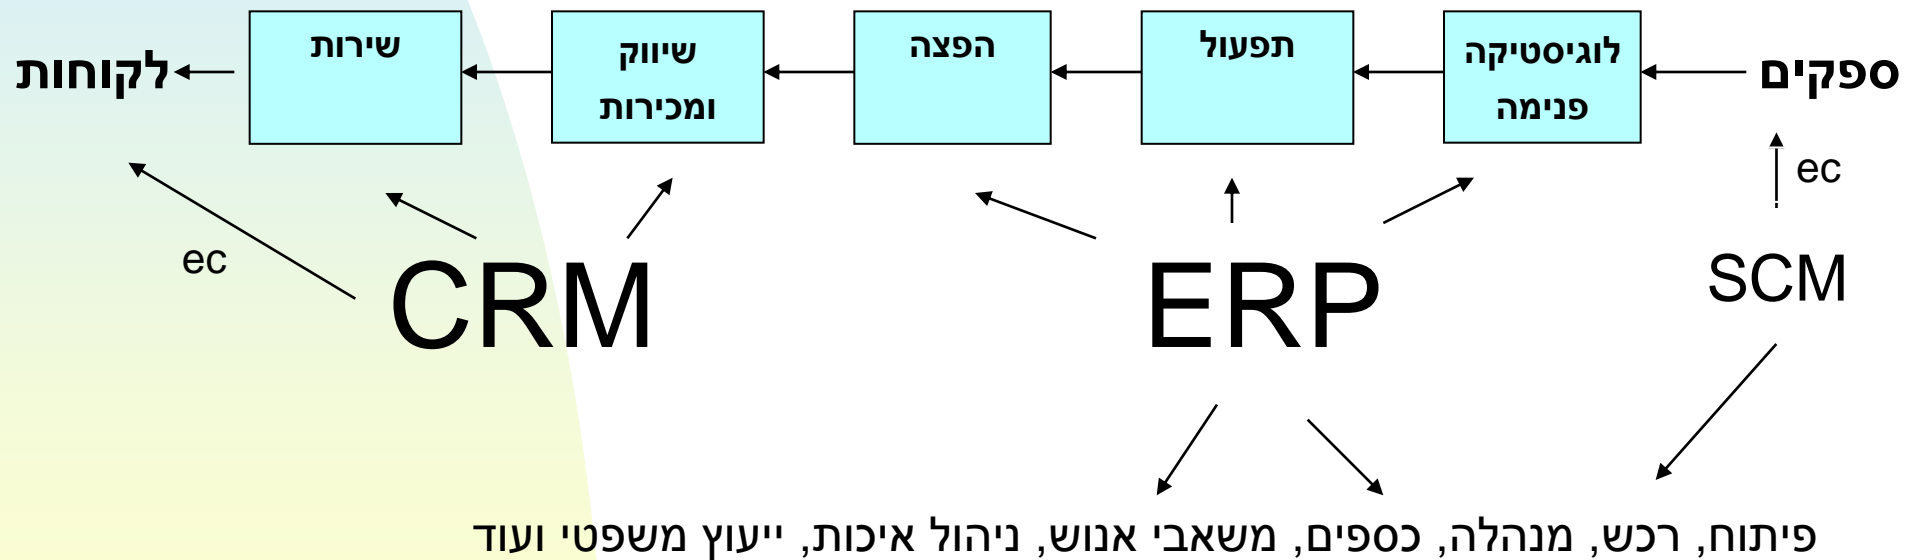 ספקים
לוגיסטיקה
פנימה
תפעול
הפצה
שיווק
ומכירות
שירות
לקוחות
ec
SCM
ERP
CRM
ec
פיתוח, רכש, מנהלה, כספים, משאבי אנוש, ניהול איכות, ייעוץ משפטי ועוד